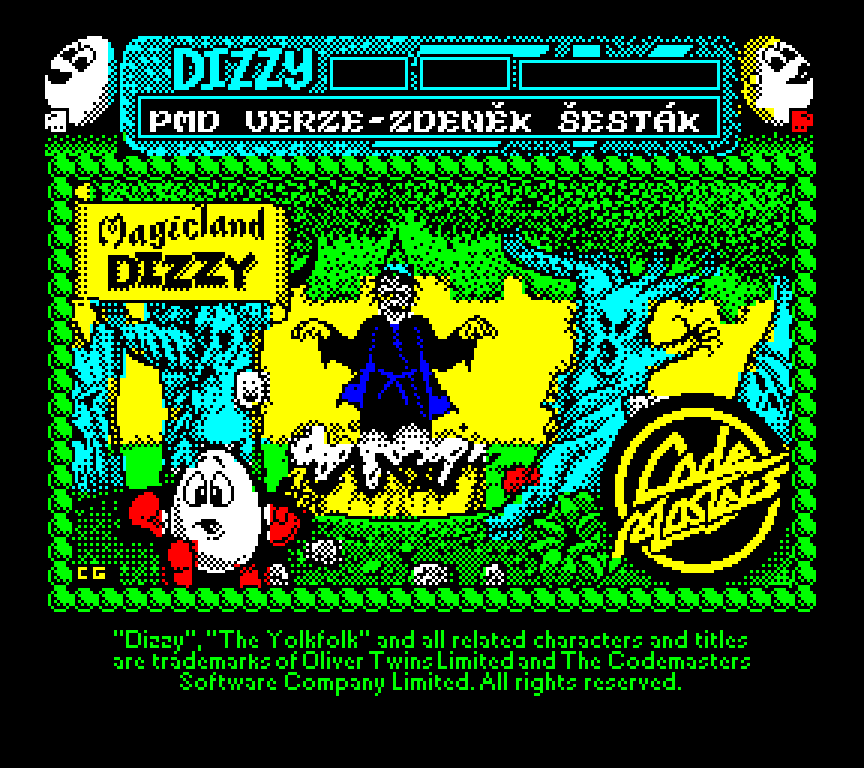 DIZZY
PMD VERZE-ZDENĚK ŠESTÁK
Magicland
DIZZY
Code
Masters
CG
"Dizzy", "The Yolkfolk" and all related characters and titles
are trademarks of Oliver Twins Limited and The Codemasters
Software Company Limited. All rights reserved.